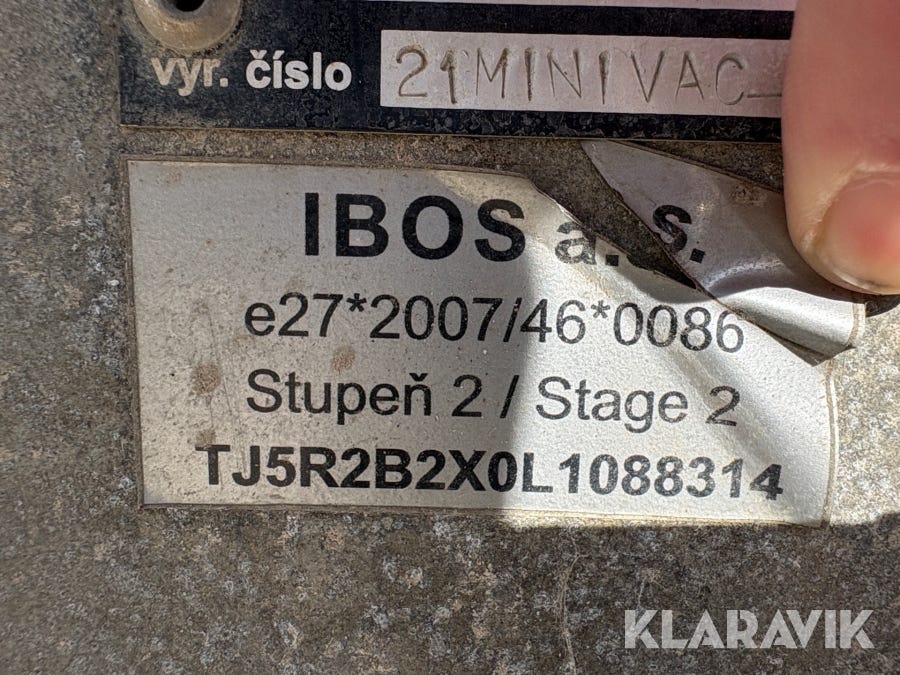 vyr. číslo 21MINIVAC-
IBOS a.s.
e27*2007/46*0086
Stupeň 2 / Stage 2
TJ5R2B2X0L1088314
KLARAVIK